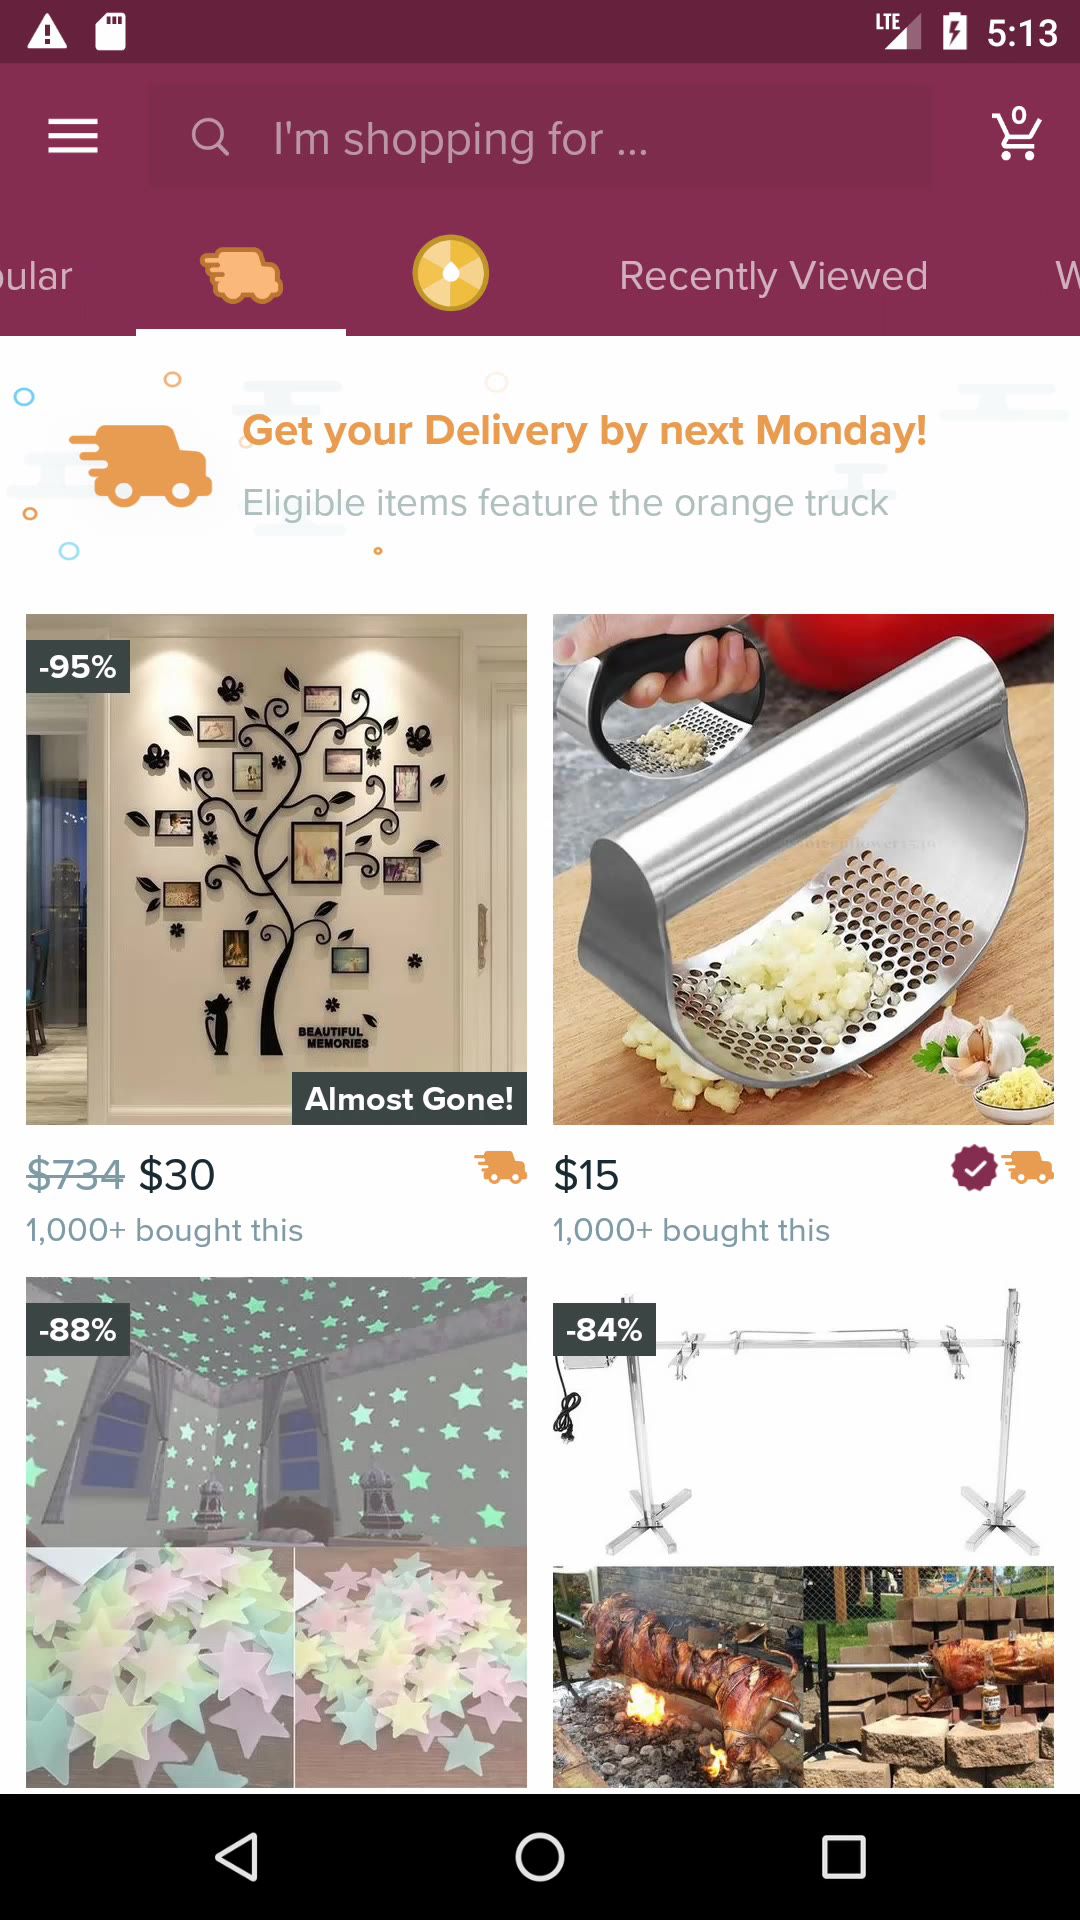 LTE 5:13
I'm shopping for ...
0
ular
Recently Viewed
W
Get your Delivery by next Monday!
Eligible items feature the orange truck
-95%
BEAUTIFUL
MEMORIES
Almost Gone!
$734 $30
$15
1,000+ bought this
1,000+ bought this
-88%
-84%